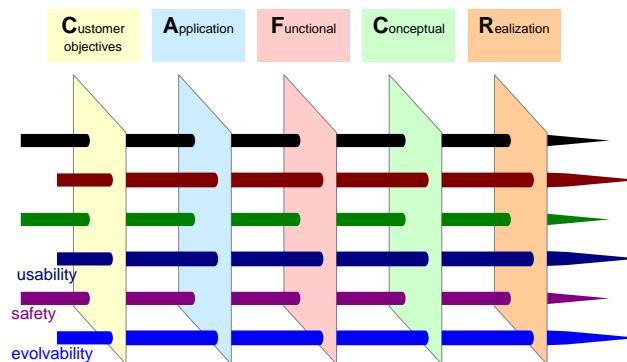 Customer
objectives
Application
Functional
Conceptual
Realization
usability
safety
evolvability